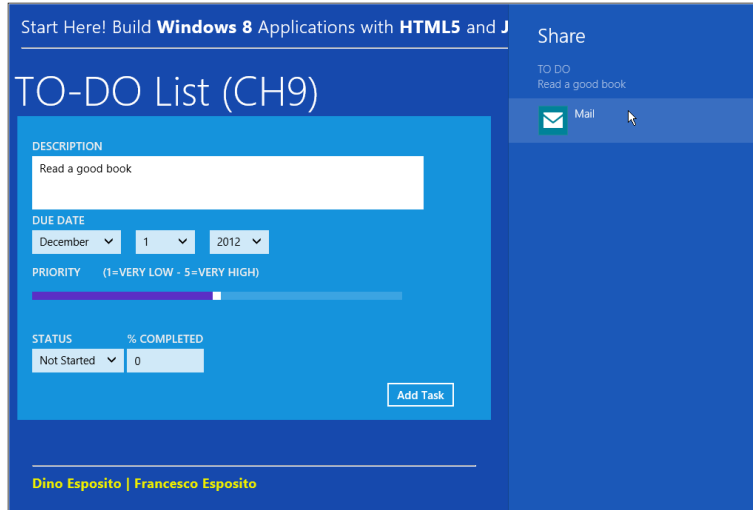 Start Here! Build Windows 8 Applications with HTML5 and J
TO-DO List (CH9)
DESCRIPTION
Read a good book
DUE DATE
December 1 2012
PRIORITY (1=VERY LOW - 5=VERY HIGH)
STATUS % COMPLETED
Not Started 0
Add Task
Dino Esposito | Francesco Esposito
Share
TO DO
Read a good book
Mail